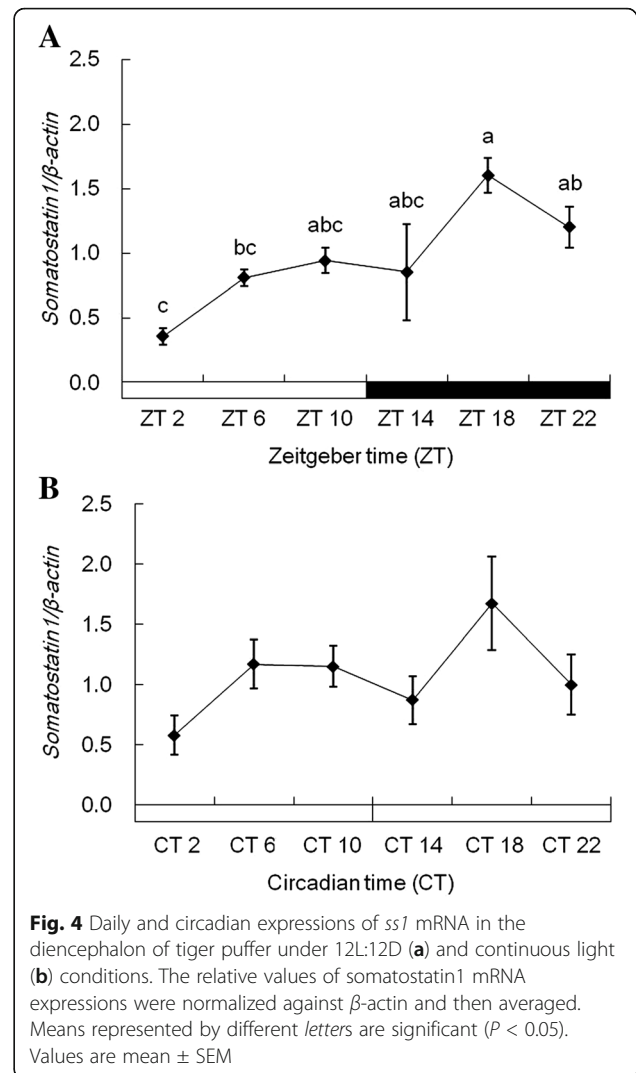 A
2.5
2.0
1.5
1.0
0.5
0.0
Somatostatin1/β-actin
c
bc
abc
abc
a
ab
ZT 2 ZT 6 ZT 10 ZT 14 ZT 18 ZT 22
Zeitgeber time (ZT)
B
2.5
2.0
1.5
1.0
0.5
0.0
Somatostatin1/β-actin
CT 2 CT 6 CT 10 CT 14 CT 18 CT 22
Circadian time (CT)
Fig. 4 Daily and circadian expressions of ss1 mRNA in the
diencephalon of tiger puffer under 12L:12D (a) and continuous light
(b) conditions. The relative values of somatostatin1 mRNA
expressions were normalized against β-actin and then averaged.
Means represented by different letters are significant (P < 0.05).
Values are mean ± SEM